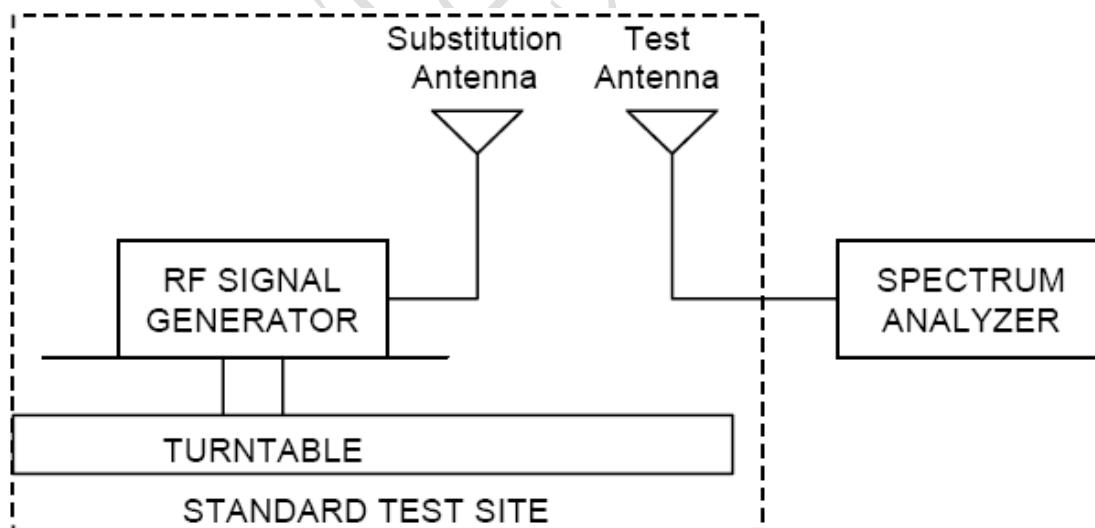 Substitution
Antenna
Test
Antenna
RF SIGNAL
GENERATOR
SPECTRUM
ANALYZER
TURNTABLE
STANDARD TEST SITE